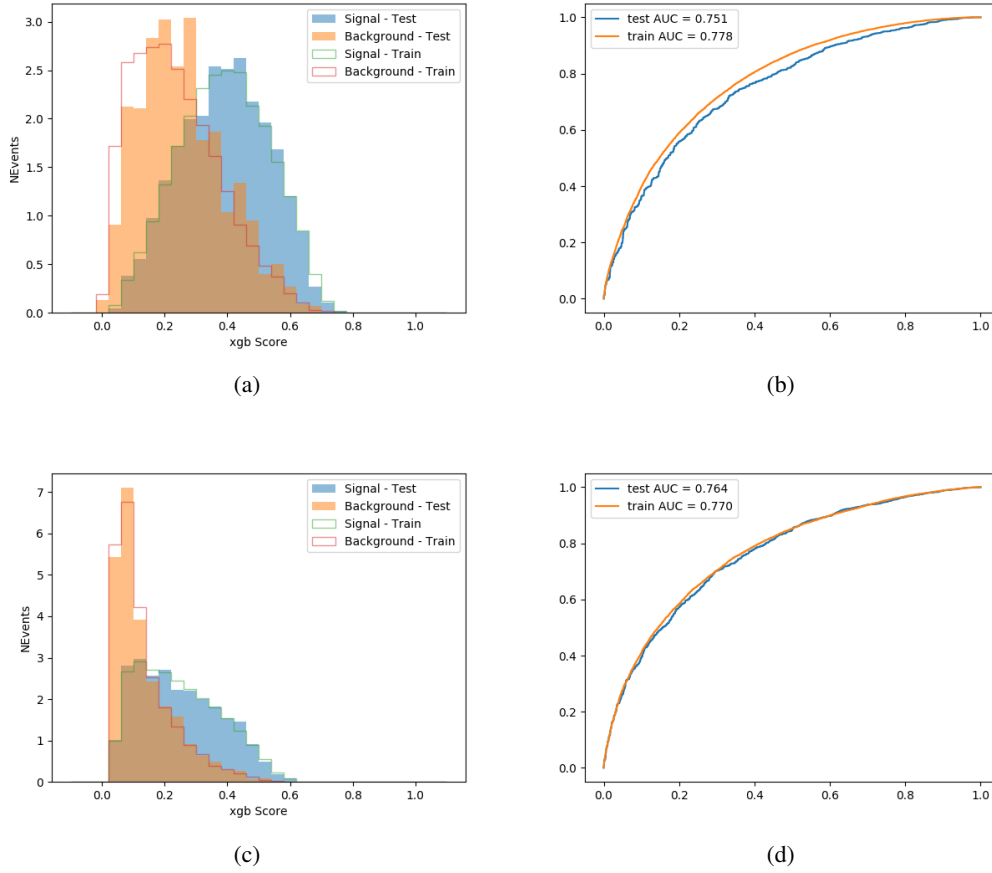 3.0
2.5
2.0
1.5
1.0
0.5
0.0
NEvents
0.0 0.2 0.4 0.6 0.8 1.0
xgb Score
Signal - Test
Background - Test
Signal - Train
Background - Train
(a)
1.0
0.8
0.6
0.4
0.2
0.0
0.0 0.2 0.4 0.6 0.8 1.0
test AUC = 0.751
train AUC = 0.778
(b)
7
6
5
4
3
2
1
0
NEvents
0.0 0.2 0.4 0.6 0.8 1.0
xgb Score
Signal - Test
Background - Test
Signal - Train
Background - Train
(c)
1.0
0.8
0.6
0.4
0.2
0.0
0.0 0.2 0.4 0.6 0.8 1.0
test AUC = 0.764
train AUC = 0.770
(d)